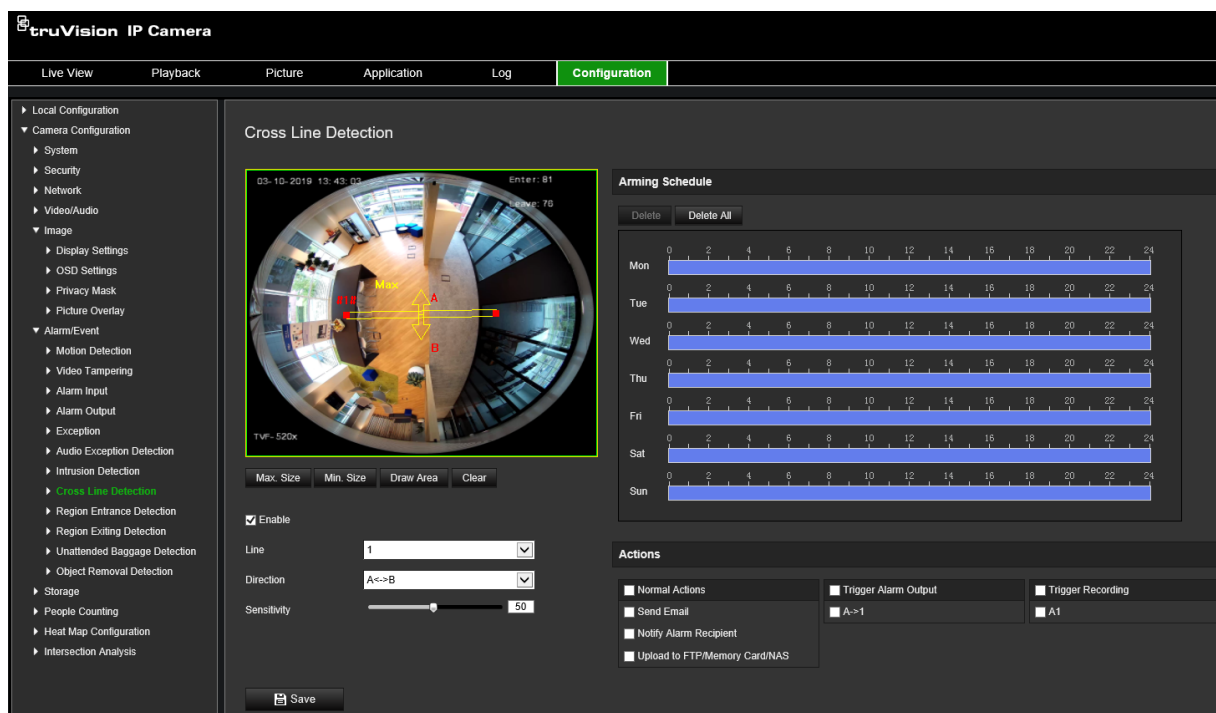 truVision IP Camera
Live View Playback Picture Application Log Configuration
Local Configuration
Camera Configuration
System
Security
Network
Video/Audio
Image
Display Settings
OSD Settings
Privacy Mask
Picture Overlay
Alarm/Event
Motion Detection
Video Tampering
Alarm Input
Alarm Output
Exception
Audio Exception Detection
Intrusion Detection
Cross Line Detection
Region Entrance Detection
Region Exiting Detection
Unattended Baggage Detection
Object Removal Detection
Storage
People Counting
Heat Map Configuration
Intersection Analysis
Cross Line Detection
03-10-2019 13:43:03 Enter: 81
Leave: 76
Max
#1# A
B
TVF-520x
Max. Size Min. Size Draw Area Clear
Enable
Line 1
Direction A<->B
Sensitivity 50
Save
Arming Schedule
Delete Delete All
0 2 4 6 8 10 12 14 16 18 20 22 24
Mon
0 2 4 6 8 10 12 14 16 18 20 22 24
Tue
0 2 4 6 8 10 12 14 16 18 20 22 24
Wed
0 2 4 6 8 10 12 14 16 18 20 22 24
Thu
0 2 4 6 8 10 12 14 16 18 20 22 24
Fri
0 2 4 6 8 10 12 14 16 18 20 22 24
Sat
0 2 4 6 8 10 12 14 16 18 20 22 24
Sun
Actions
Normal Actions Trigger Alarm Output Trigger Recording
Send Email A->1 A1
Notify Alarm Recipient
Upload to FTP/Memory Card/NAS